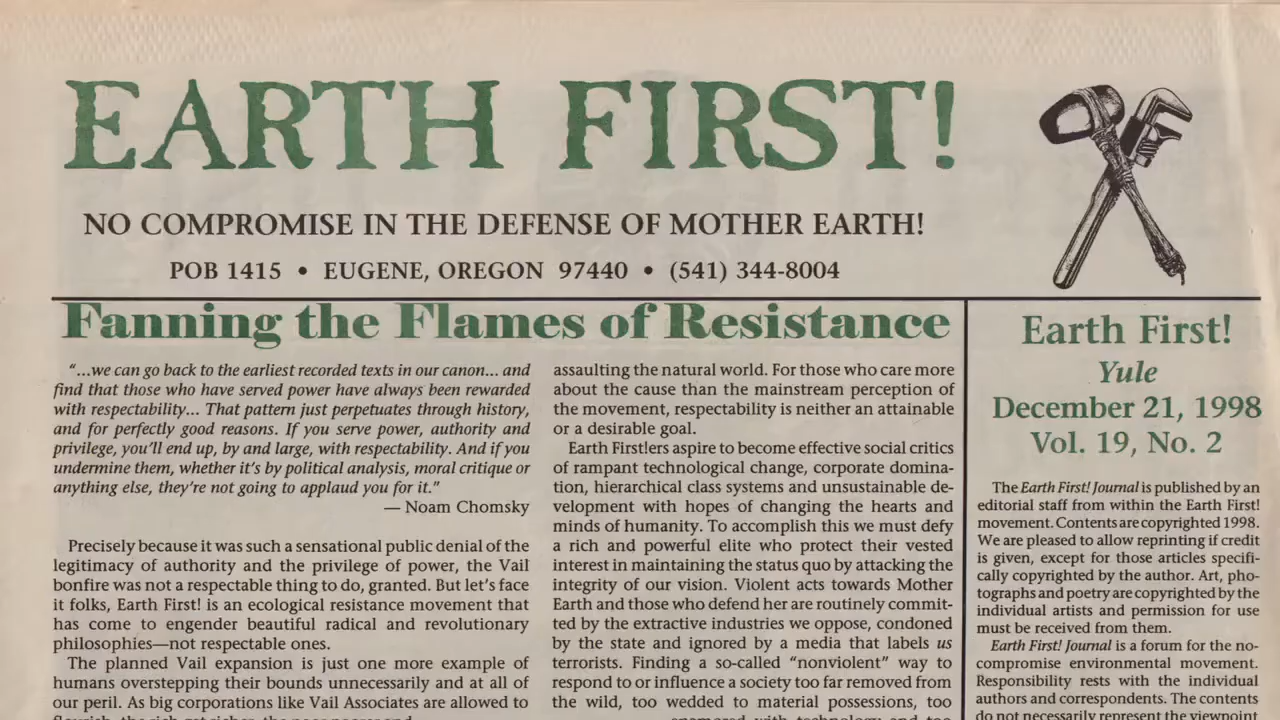 EARTH FIRST!
NO COMPROMISE IN THE DEFENSE OF MOTHER EARTH!
POB 1415 • EUGENE, OREGON 97440 • (541) 344-8004
Fanning the Flames of Resistance
“...we can go back to the earliest recorded texts in our canon... and
find that those who have served power have always been rewarded
with respectability... That pattern just perpetuates through history,
and for perfectly good reasons. If you serve power, authority and
privilege, you’ll end up, by and large, with respectability. And if you
undermine them, whether it’s by political analysis, moral critique or
anything else, they’re not going to applaud you for it.”
— Noam Chomsky
Precisely because it was such a sensational public denial of the
legitimacy of authority and the privilege of power, the Vail
bonfire was not a respectable thing to do, granted. But let’s face
it folks, Earth First! is an ecological resistance movement that
has come to engender beautiful radical and revolutionary
philosophies—not respectable ones.
The planned Vail expansion is just one more example of
humans overstepping their bounds unnecessarily and at all of
our peril. As big corporations like Vail Associates are allowed to
flourish, the rich get richer, the poor
assaulting the natural world. For those who care more
about the cause than the mainstream perception of
the movement, respectability is neither an attainable
or a desirable goal.
Earth First!ers aspire to become effective social critics
of rampant technological change, corporate domina-
tion, hierarchical class systems and unsustainable de-
velopment with hopes of changing the hearts and
minds of humanity. To accomplish this we must defy
a rich and powerful elite who protect their vested
interest in maintaining the status quo by attacking the
integrity of our vision. Violent acts towards Mother
Earth and those who defend her are routinely commit-
ted by the extractive industries we oppose, condoned
by the state and ignored by a media that labels us
terrorists. Finding a so-called “nonviolent” way to
respond to or influence a society too far removed from
the wild, too wedded to material possessions, too
enamored with technology and too
Earth First!
Yule
December 21, 1998
Vol. 19, No. 2
The Earth First! Journal is published by an
editorial staff from within the Earth First!
movement. Contents are copyrighted 1998.
We are pleased to allow reprinting if credit
is given, except for those articles specifi-
cally copyrighted by the author. Art, pho-
tographs and poetry are copyrighted by the
individual artists and permission for use
must be received from them.
Earth First! Journal is a forum for the no-
compromise environmental movement.
Responsibility rests with the individual
authors and correspondents. The contents
do not necessarily represent the viewpoint